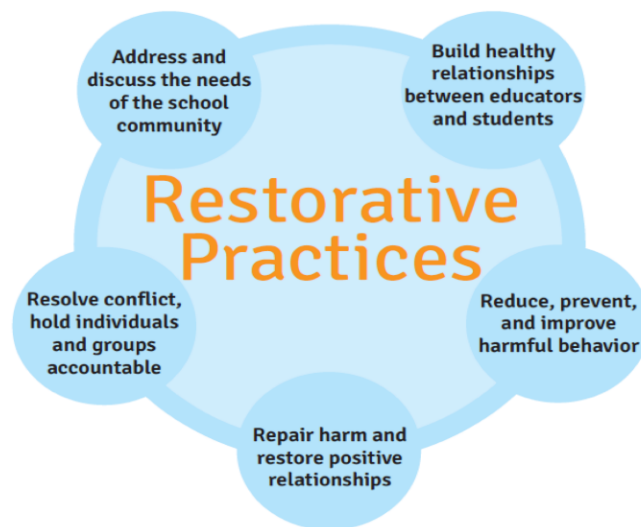 Address and
discuss the needs
of the school
community
Build healthy
relationships
between educators
and students
Restorative
Practices
Resolve conflict,
hold individuals
and groups
accountable
Reduce, prevent,
and improve
harmful behavior
Repair harm and
restore positive
relationships